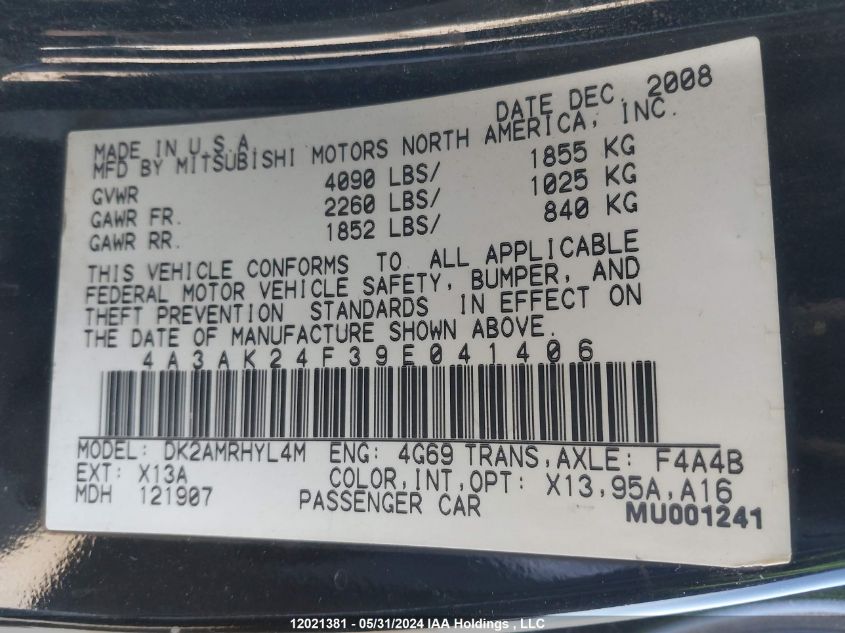 DATE DEC, 2008
MADE IN U.S.A
MFD BY MITSUBISHI MOTORS NORTH AMERICA, INC.
GVWR 4090 LBS/ 1855 KG
GAWR FR. 2260 LBS/ 1025 KG
GAWR RR. 1852 LBS/ 840 KG
THIS VEHICLE CONFORMS TO ALL APPLICABLE
FEDERAL MOTOR VEHICLE SAFETY, BUMPER, AND
THEFT PREVENTION STANDARDS IN EFFECT ON
THE DATE OF MANUFACTURE SHOWN ABOVE.
4A3AK24F39E041406
MODEL: DK2AMRHYL4M ENG: 4G69 TRANS,AXLE: F4A4B
EXT: X13A COLOR,INT,OPT: X13,95A,A16
MDH 121907 PASSENGER CAR
MU001241
12021381 - 05/31/2024 IAA Holdings , LLC